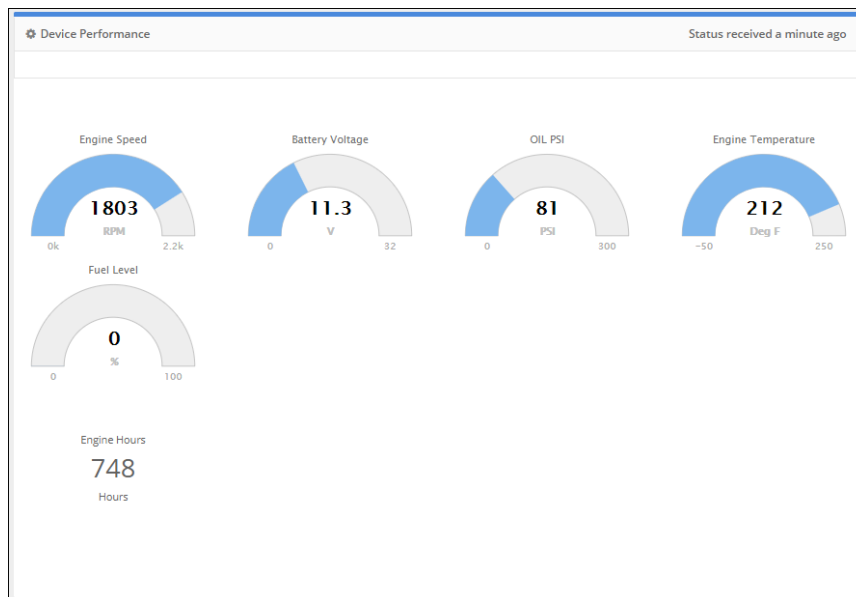 Device Performance
Status received a minute ago
Engine Speed
1803
RPM
0k
2.2k
Battery Voltage
11.3
V
0
32
OIL PSI
81
PSI
0
300
Engine Temperature
212
Deg F
-50
250
Fuel Level
0
%
0
100
Engine Hours
748
Hours